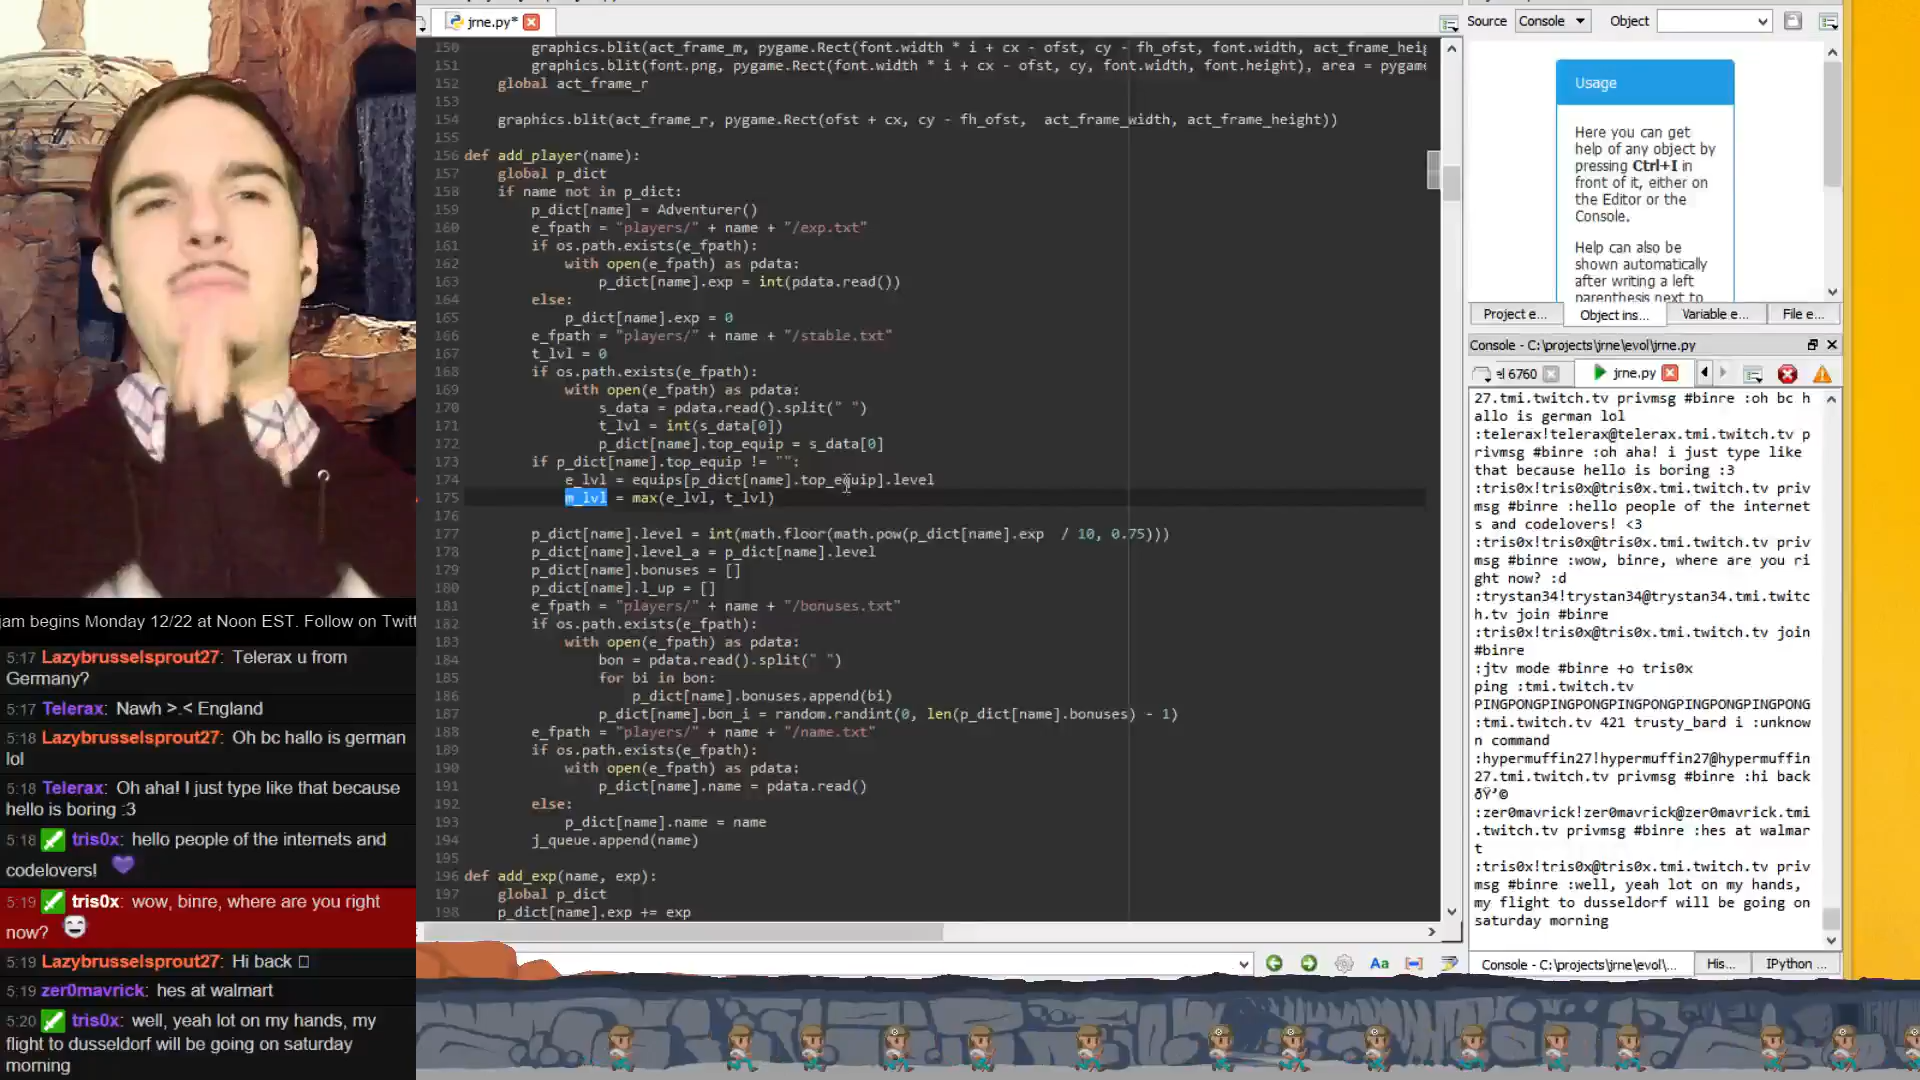 jrne.py*
150 graphics.blit(act_frame_m, pygame.Rect(font.width * i + cx - ofst, cy - fh_ofst, font.width, act_frame_heig
151 graphics.blit(font.png, pygame.Rect(font.width * i + cx - ofst, cy, font.width, font.height), area = pygame
152 global act_frame_r
153
154 graphics.blit(act_frame_r, pygame.Rect(ofst + cx, cy - fh_ofst, act_frame_width, act_frame_height))
155
156 def add_player(name):
157 global p_dict
158 if name not in p_dict:
159 p_dict[name] = Adventurer()
160 e_fpath = "players/" + name + "/exp.txt"
161 if os.path.exists(e_fpath):
162 with open(e_fpath) as pdata:
163 p_dict[name].exp = int(pdata.read())
164 else:
165 p_dict[name].exp = 0
166 e_fpath = "players/" + name + "/stable.txt"
167 t_lvl = 0
168 if os.path.exists(e_fpath):
169 with open(e_fpath) as pdata:
170 s_data = pdata.read().split(" ")
171 t_lvl = int(s_data[0])
172 p_dict[name].top_equip = s_data[0]
173 if p_dict[name].top_equip != "":
174 e_lvl = equips[p_dict[name].top_equip].level
175 m_lvl = max(e_lvl, t_lvl)
176
177 p_dict[name].level = int(math.floor(math.pow(p_dict[name].exp / 10, 0.75)))
178 p_dict[name].level_a = p_dict[name].level
179 p_dict[name].bonuses = []
180 p_dict[name].l_up = []
181 e_fpath = "players/" + name + "/bonuses.txt"
182 if os.path.exists(e_fpath):
183 with open(e_fpath) as pdata:
184 bon = pdata.read().split(" ")
185 for bi in bon:
186 p_dict[name].bonuses.append(bi)
187 p_dict[name].bon_i = random.randint(0, len(p_dict[name].bonuses) - 1)
188 e_fpath = "players/" + name + "/name.txt"
189 if os.path.exists(e_fpath):
190 with open(e_fpath) as pdata:
191 p_dict[name].name = pdata.read()
192 else:
193 p_dict[name].name = name
194 j_queue.append(name)
195
196 def add_exp(name, exp):
197 global p_dict
198 p_dict[name].exp += exp
Aa
Source Console Object
Usage
Here you can get
help of any object by
pressing Ctrl+I in
front of it, either on
the Editor or the
Console.
Help can also be
shown automatically
after writing a left
parenthesis next to
Project e... Object ins... Variable e... File e...
Console - C:\projects\jrne\evol\jrne.py
el 6760 jrne.py
27.tmi.twitch.tv privmsg #binre :oh bc h
allo is german lol
:telerax!telerax@telerax.tmi.twitch.tv p
rivmsg #binre :oh aha! i just type like
that because hello is boring :3
:tris0x!tris0x@tris0x.tmi.twitch.tv priv
msg #binre :hello people of the internet
s and codelovers! <3
:tris0x!tris0x@tris0x.tmi.twitch.tv priv
msg #binre :wow, binre, where are you ri
ght now? :d
:trystan34!trystan34@trystan34.tmi.twitc
h.tv join #binre
:tris0x!tris0x@tris0x.tmi.twitch.tv join
#binre
:jtv mode #binre +o tris0x
ping :tmi.twitch.tv
PINGPONGPINGPONGPINGPONGPINGPONGPINGPONG
:tmi.twitch.tv 421 trusty_bard i :unknow
n command
:hypermuffin27!hypermuffin27@hypermuffin
27.tmi.twitch.tv privmsg #binre :hi back
ðŸ’©
:zer0mavrick!zer0mavrick@zer0mavrick.tmi
.twitch.tv privmsg #binre :hes at walmar
t
:tris0x!tris0x@tris0x.tmi.twitch.tv priv
msg #binre :well, yeah lot on my hands,
my flight to dusseldorf will be going on
saturday morning
Console - C:\projects\jrne\evol\... His... IPython ...
jam begins Monday 12/22 at Noon EST. Follow on Twitt
5:17 Lazybrusselsprout27: Telerax u from
Germany?
5:17 Telerax: Nawh >.< England
5:18 Lazybrusselsprout27: Oh bc hallo is german
lol
5:18 Telerax: Oh aha! I just type like that because
hello is boring :3
5:18 tris0x: hello people of the internets and
codelovers!
5:19 tris0x: wow, binre, where are you right
now?
5:19 Lazybrusselsprout27: Hi back
5:19 zer0mavrick: hes at walmart
5:20 tris0x: well, yeah lot on my hands, my
flight to dusseldorf will be going on saturday
morning